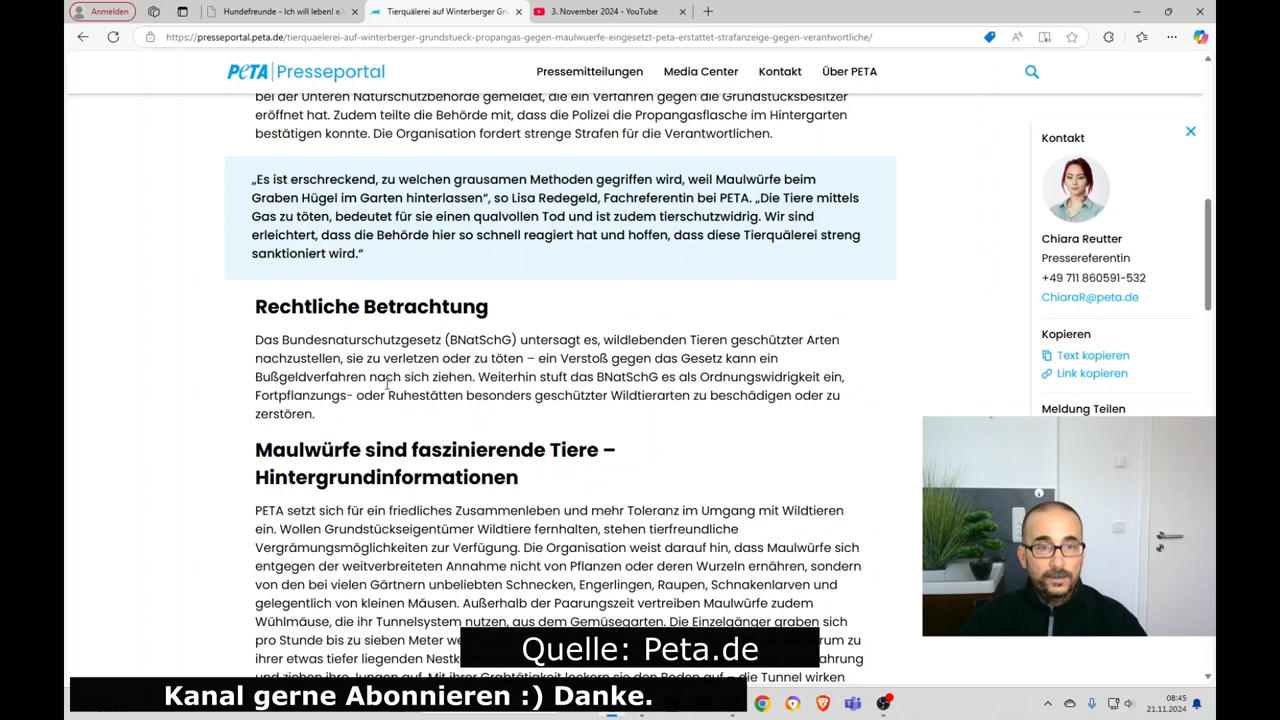 Anmelden
Hundefreunde - Ich will leben! e.V
Tierquälerei auf Winterberger Gru
3. November 2024 - YouTube
https://presseportal.peta.de/tierquaelerei-auf-winterberger-grundstueck-propangas-gegen-maulwuerfe-eingesetzt-peta-erstattet-strafanzeige-gegen-verantwortliche/
PETA Presseportal
Pressemitteilungen
Media Center
Kontakt
Über PETA
bei der Unteren Naturschutzbehörde gemeldet, die ein Verfahren gegen die Grundstücksbesitzer
eröffnet hat. Zudem teilte die Behörde mit, dass die Polizei die Propangasflasche im Hintergarten
bestätigen konnte. Die Organisation fordert strenge Strafen für die Verantwortlichen.
„Es ist erschreckend, zu welchen grausamen Methoden gegriffen wird, weil Maulwürfe beim
Graben Hügel im Garten hinterlassen“, so Lisa Redegeld, Fachreferentin bei PETA. „Die Tiere mittels
Gas zu töten, bedeutet für sie einen qualvollen Tod und ist zudem tierschutzwidrig. Wir sind
erleichtert, dass die Behörde hier so schnell reagiert hat und hoffen, dass diese Tierquälerei streng
sanktioniert wird.“
Rechtliche Betrachtung
Das Bundesnaturschutzgesetz (BNatSchG) untersagt es, wildlebenden Tieren geschützter Arten
nachzustellen, sie zu verletzen oder zu töten – ein Verstoß gegen das Gesetz kann ein
Bußgeldverfahren nach sich ziehen. Weiterhin stuft das BNatSchG es als Ordnungswidrigkeit ein,
Fortpflanzungs- oder Ruhestätten besonders geschützter Wildtierarten zu beschädigen oder zu
zerstören.
Maulwürfe sind faszinierende Tiere –
Hintergrundinformationen
PETA setzt sich für ein friedliches Zusammenleben und mehr Toleranz im Umgang mit Wildtieren
ein. Wollen Grundstückseigentümer Wildtiere fernhalten, stehen tierfreundliche
Vergrämungsmöglichkeiten zur Verfügung. Die Organisation weist darauf hin, dass Maulwürfe sich
entgegen der weitverbreiteten Annahme nicht von Pflanzen oder deren Wurzeln ernähren, sondern
von den bei vielen Gärtnern unbeliebten Schnecken, Engerlingen, Raupen, Schnakenlarven und
gelegentlich von kleinen Mäusen. Außerhalb der Paarungszeit vertreiben Maulwürfe zudem
Wühlmäuse, die ihr Tunnelsystem nutzen, aus dem Gemüsegarten. Die Einzelgänger graben sich
pro Stunde bis zu sieben Meter
ihrer etwas tiefer liegenden
Kontakt
Chiara Reutter
Pressereferentin
+49 711 860591-532
ChiaraR@peta.de
Kopieren
Text kopieren
Link kopieren
Meldung Teilen
Quelle: Peta.de
Kanal gerne Abonnieren :) Danke.
08:45
21.11.2024